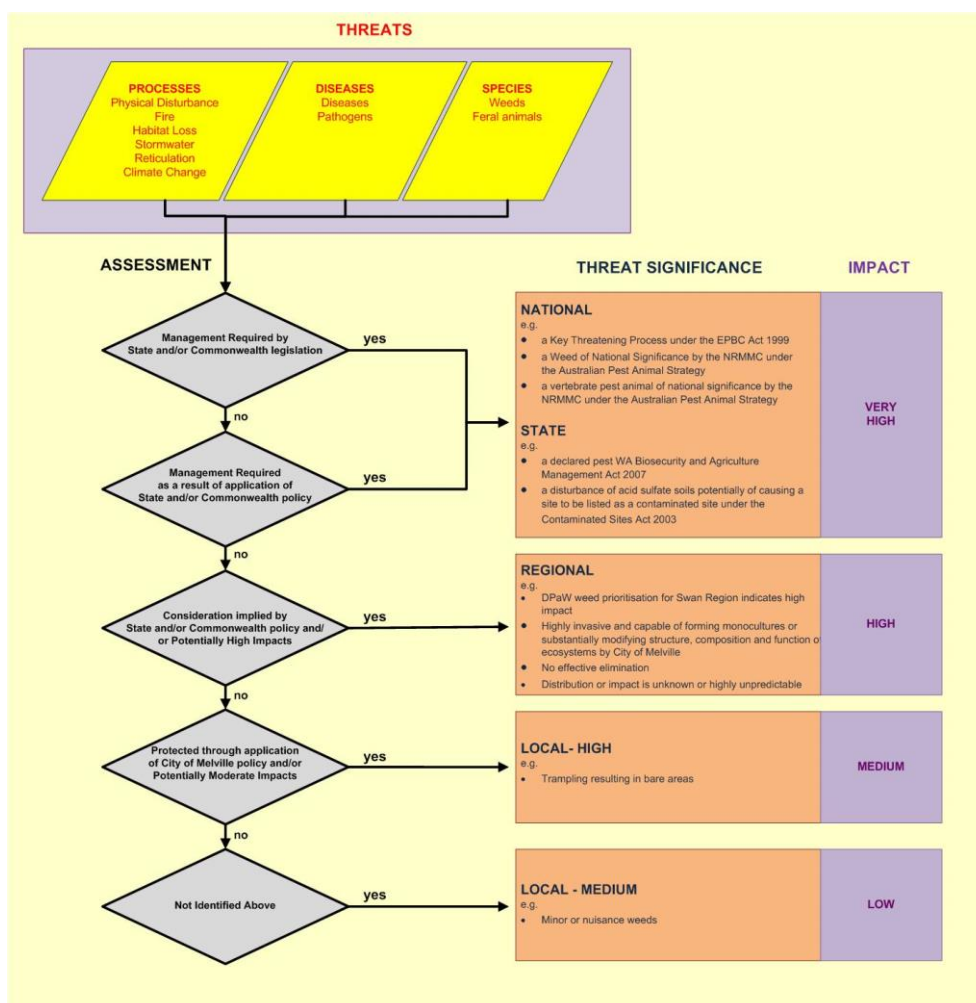 THREATS
PROCESSES
Physical Disturbance
Fire
Habitat Loss
Stormwater
Reticulation
Climate Change
DISEASES
Diseases
Pathogens
SPECIES
Weeds
Feral animals
ASSESSMENT
THREAT SIGNIFICANCE
IMPACT
Management Required by
State and/or Commonwealth legislation
yes
no
NATIONAL
e.g.
● a Key Threatening Process under the EPBC Act 1999
● a Weed of National Significance by the NRMMC under
the Australian Pest Animal Strategy
● a vertebrate pest animal of national significance by the
NRMMC under the Australian Pest Animal Strategy
VERY
HIGH
Management Required
as a result of application of
State and/or Commonwealth policy
yes
no
STATE
e.g.
● a declared pest WA Biosecurity and Agriculture
Management Act 2007
● a disturbance of acid sulfate soils potentially of causing a
site to be listed as a contaminated site under the
Contaminated Sites Act 2003
Consideration implied by
State and/or Commonwealth policy and/
or Potentially High Impacts
yes
no
REGIONAL
e.g.
• DPaW weed prioritisation for Swan Region indicates high
impact
● Highly invasive and capable of forming monocultures or
substantially modifying structure, composition and function of
ecosystems by City of Melville
● No effective elimination
• Distribution or impact is unknown or highly unpredictable
HIGH
Protected through application
of City of Melville policy and/or
Potentially Moderate Impacts
yes
no
LOCAL- HIGH
e.g.
• Trampling resulting in bare areas
MEDIUM
Not Identified Above
yes
LOCAL - MEDIUM
e.g.
• Minor or nuisance weeds
LOW